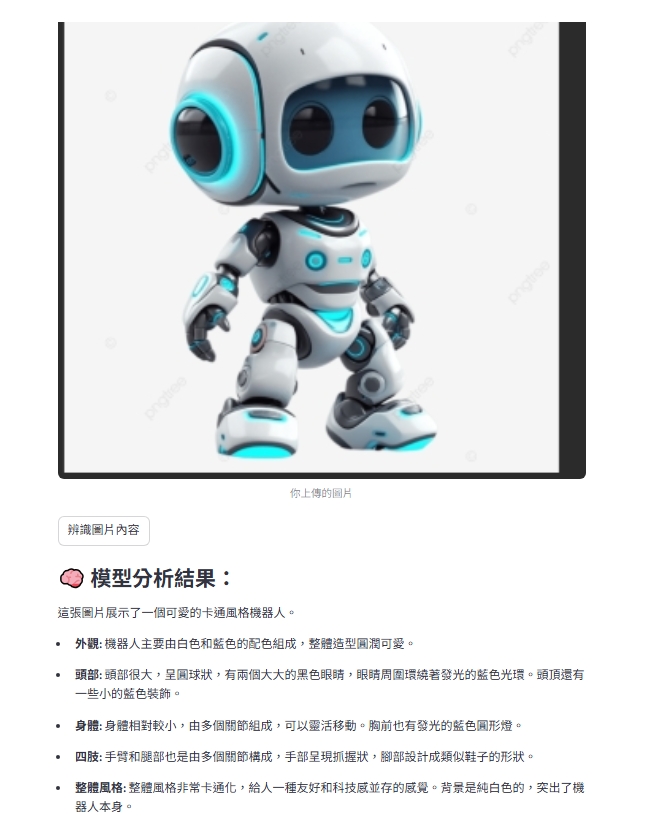 pngtree
pngtree
pngtree
pngtree
pngtree
pngtree
pngtree
你上傳的圖片
辨識圖片內容
🧠 模型分析結果：
這張圖片展示了一個可愛的卡通風格機器人。
• 外觀: 機器人主要由白色和藍色的配色組成，整體造型圓潤可愛。
• 頭部: 頭部很大，呈圓球狀，有兩個大大的黑色眼睛，眼睛周圍環繞著發光的藍色光環。頭頂還有
一些小的藍色裝飾。
• 身體: 身體相對較小，由多個關節組成，可以靈活移動。胸前也有發光的藍色圓形燈。
• 四肢: 手臂和腿部也是由多個關節構成，手部呈現抓握狀，腳部設計成類似鞋子的形狀。
• 整體風格: 整體風格非常卡通化，給人一種友好和科技感並存的感覺。背景是純白色的，突出了機
器人本身。